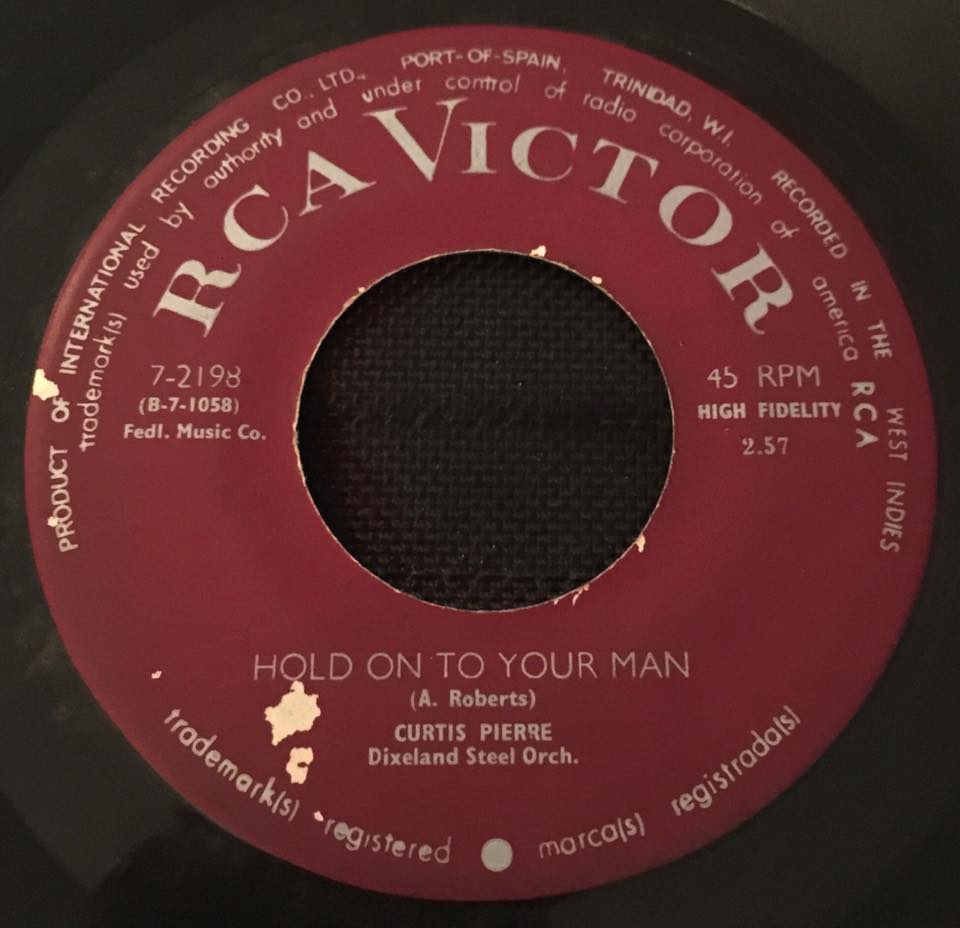 PRODUCT OF INTERNATIONAL RECORDING CO., LTD., PORT-OF-SPAIN, TRINIDAD, W.I. RECORDED IN THE WEST INDIES
trademark(s) used by authority and under control of radio corporation of america RCA
RCA VICTOR
7-2198
(B-7-1058)
Fedl. Music Co.
45 RPM
HIGH FIDELITY
2.57
HOLD ON TO YOUR MAN
(A. Roberts)
CURTIS PIERRE
Dixeland Steel Orch.
trademark(s) registered marca(s) registrada(s)